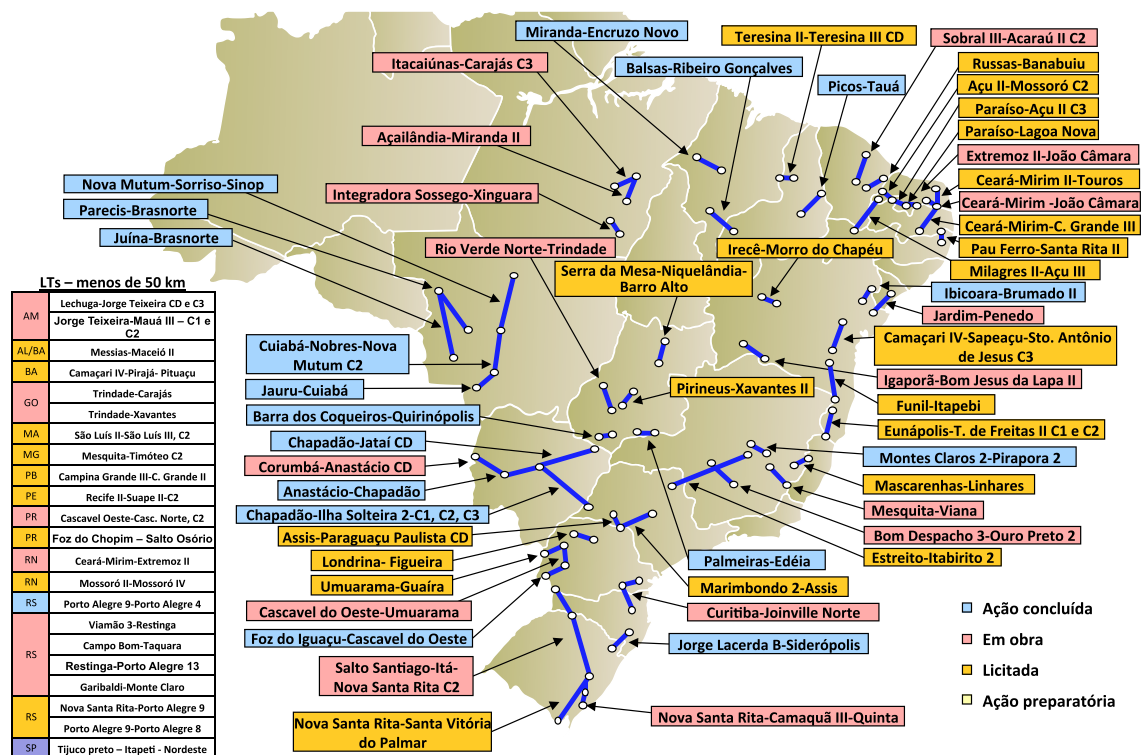 Miranda-Encruzo Novo
Teresina II-Teresina III CD
Sobral III-Acaraú II C2
Itacaiúnas-Carajás C3
Balsas-Ribeiro Gonçalves
Russas-Banabuiu
Picos-Tauá
Açu II-Mossoró C2
Paraíso-Açu II C3
Açailândia-Miranda II
Paraíso-Lagoa Nova
Extremoz II-João Câmara
Nova Mutum-Sorriso-Sinop
Integradora Sossego-Xinguara
Ceará-Mirim II-Touros
Parecis-Brasnorte
Ceará-Mirim -João Câmara
Juína-Brasnorte
Ceará-Mirim-C. Grande III
Rio Verde Norte-Trindade
Irecê-Morro do Chapéu
Pau Ferro-Santa Rita II
Serra da Mesa-Niquelândia-
Barro Alto
Milagres II-Açu III
Ibicoara-Brumado II
Jardim-Penedo
Cuiabá-Nobres-Nova
Mutum C2
Camaçari IV-Sapeaçu-Sto. Antônio
de Jesus C3
Jauru-Cuiabá
Pirineus-Xavantes II
Igaporã-Bom Jesus da Lapa II
Funil-Itapebi
Barra dos Coqueiros-Quirinópolis
Eunápolis-T. de Freitas II C1 e C2
Chapadão-Jataí CD
Montes Claros 2-Pirapora 2
Corumbá-Anastácio CD
Mascarenhas-Linhares
Anastácio-Chapadão
Mesquita-Viana
Chapadão-Ilha Solteira 2-C1, C2, C3
Bom Despacho 3-Ouro Preto 2
Assis-Paraguaçu Paulista CD
Estreito-Itabirito 2
Londrina- Figueira
Palmeiras-Edéia
Umuarama-Guaíra
Marimbondo 2-Assis
Cascavel do Oeste-Umuarama
Curitiba-Joinville Norte
Foz do Iguaçu-Cascavel do Oeste
Jorge Lacerda B-Siderópolis
Salto Santiago-Itá-
Nova Santa Rita C2
Nova Santa Rita-Camaquã III-Quinta
Nova Santa Rita-Santa Vitória
do Palmar
LTs – menos de 50 km
AM
Lechuga-Jorge Teixeira CD e C3
Jorge Teixeira-Mauá III – C1 e
C2
AL/BA Messias-Maceió II
BA Camaçari IV-Pirajá- Pituaçu
GO
Trindade-Carajás
Trindade-Xavantes
MA São Luís II-São Luís III, C2
MG Mesquita-Timóteo C2
PB Campina Grande III-C. Grande II
PE Recife II-Suape II-C2
PR Cascavel Oeste-Casc. Norte, C2
PR Foz do Chopim – Salto Osório
RN Ceará-Mirim-Extremoz II
RN Mossoró II-Mossoró IV
RS Porto Alegre 9-Porto Alegre 4
RS
Viamão 3-Restinga
Campo Bom-Taquara
Restinga-Porto Alegre 13
Garibaldi-Monte Claro
RS
Nova Santa Rita-Porto Alegre 9
Porto Alegre 9-Porto Alegre 8
SP Tijuco preto – Itapeti - Nordeste
Ação concluída
Em obra
Licitada
Ação preparatória